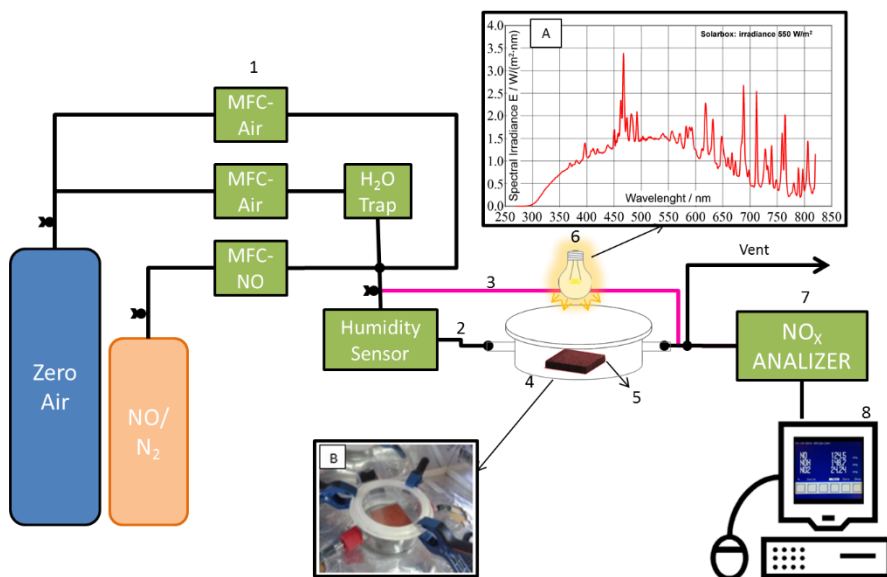 A
Solarbox: irradiance 550 W/m²
Spectral Irradiance E / W/(m²·nm)
4.0
3.5
3.0
2.5
2.0
1.5
1.0
0.5
0.0
Wavelenght / nm
250 300 350 400 450 500 550 600 650 700 750 800 850
1
MFC-
Air
MFC-
Air
H₂O
Trap
MFC-
NO
6
Vent
3
7
Humidity
Sensor
2
NOₓ
ANALIZER
Zero
Air
NO/
N₂
4
5
8
B
NO
NO2